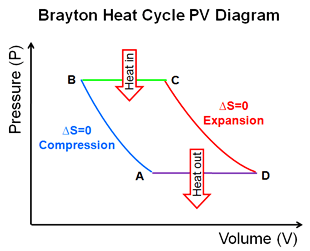 Brayton Heat Cycle PV Diagram
Pressure (P)
Heat in
B
C
ΔS=0
Compression
ΔS=0
Expansion
A
Heat out
D
Volume (V)